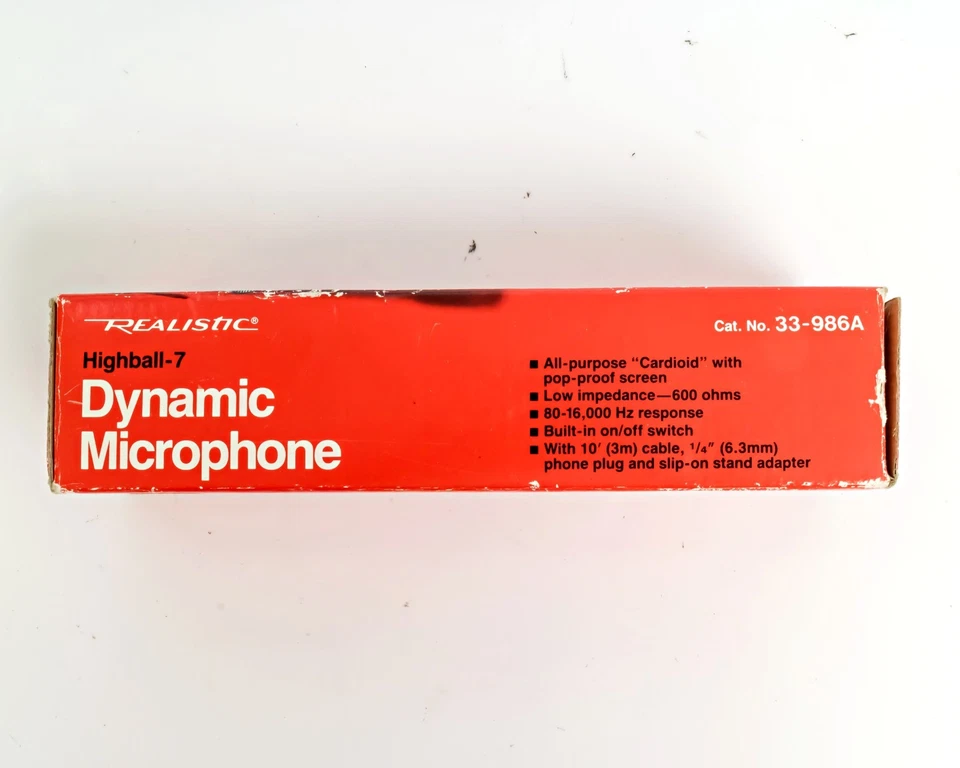 REALISTIC®
Cat. No. 33-986A
Highball-7
Dynamic
Microphone
■ All-purpose “Cardioid” with
pop-proof screen
■ Low impedance—600 ohms
■ 80-16,000 Hz response
■ Built-in on/off switch
■ With 10′ (3m) cable, ¹/₄″ (6.3mm)
phone plug and slip-on stand adapter